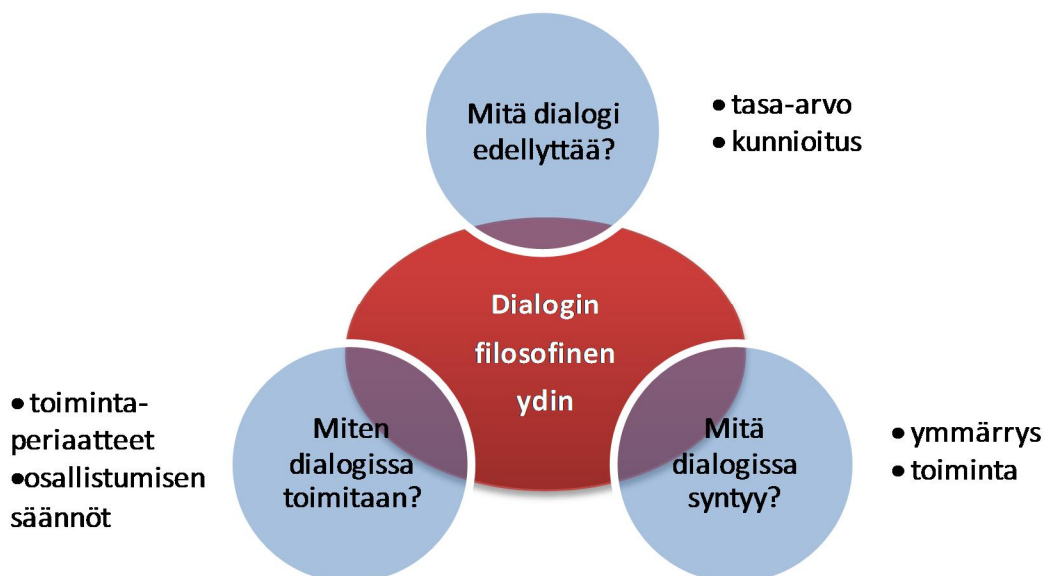 Mitä dialogi
edellyttää?
• tasa-arvo
• kunnioitus
Dialogin
filosofinen
ydin
• toiminta-
periaatteet
•osallistumisen
säännöt
Miten
dialogissa
toimitaan?
Mitä
dialogissa
syntyy?
• ymmärrys
• toiminta